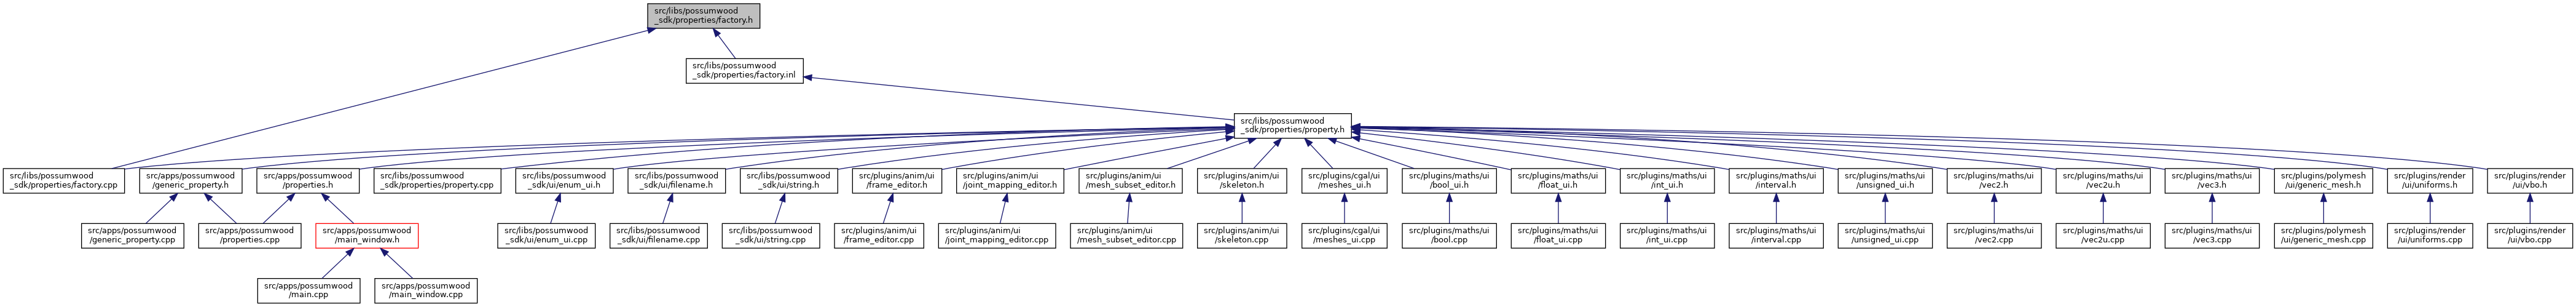 src/libs/possumwood
_sdk/properties/factory.h
src/libs/possumwood
_sdk/properties/factory.inl
src/libs/possumwood
_sdk/properties/property.h
src/libs/possumwood
_sdk/properties/factory.cpp
src/apps/possumwood
/generic_property.h
src/apps/possumwood
/properties.h
src/libs/possumwood
_sdk/properties/property.cpp
src/libs/possumwood
_sdk/ui/enum_ui.h
src/libs/possumwood
_sdk/ui/filename.h
src/libs/possumwood
_sdk/ui/string.h
src/plugins/anim/ui
/frame_editor.h
src/plugins/anim/ui
/joint_mapping_editor.h
src/plugins/anim/ui
/mesh_subset_editor.h
src/plugins/anim/ui
/skeleton.h
src/plugins/cgal/ui
/meshes_ui.h
src/plugins/maths/ui
/bool_ui.h
src/plugins/maths/ui
/float_ui.h
src/plugins/maths/ui
/int_ui.h
src/plugins/maths/ui
/interval.h
src/plugins/maths/ui
/unsigned_ui.h
src/plugins/maths/ui
/vec2.h
src/plugins/maths/ui
/vec2u.h
src/plugins/maths/ui
/vec3.h
src/plugins/polymesh
/ui/generic_mesh.h
src/plugins/render
/ui/uniforms.h
src/plugins/render
/ui/vbo.h
src/apps/possumwood
/generic_property.cpp
src/apps/possumwood
/properties.cpp
src/apps/possumwood
/main_window.h
src/libs/possumwood
_sdk/ui/enum_ui.cpp
src/libs/possumwood
_sdk/ui/filename.cpp
src/libs/possumwood
_sdk/ui/string.cpp
src/plugins/anim/ui
/frame_editor.cpp
src/plugins/anim/ui
/joint_mapping_editor.cpp
src/plugins/anim/ui
/mesh_subset_editor.cpp
src/plugins/anim/ui
/skeleton.cpp
src/plugins/cgal/ui
/meshes_ui.cpp
src/plugins/maths/ui
/bool.cpp
src/plugins/maths/ui
/float_ui.cpp
src/plugins/maths/ui
/int_ui.cpp
src/plugins/maths/ui
/interval.cpp
src/plugins/maths/ui
/unsigned_ui.cpp
src/plugins/maths/ui
/vec2.cpp
src/plugins/maths/ui
/vec2u.cpp
src/plugins/maths/ui
/vec3.cpp
src/plugins/polymesh
/ui/generic_mesh.cpp
src/plugins/render
/ui/uniforms.cpp
src/plugins/render
/ui/vbo.cpp
src/apps/possumwood
/main.cpp
src/apps/possumwood
/main_window.cpp